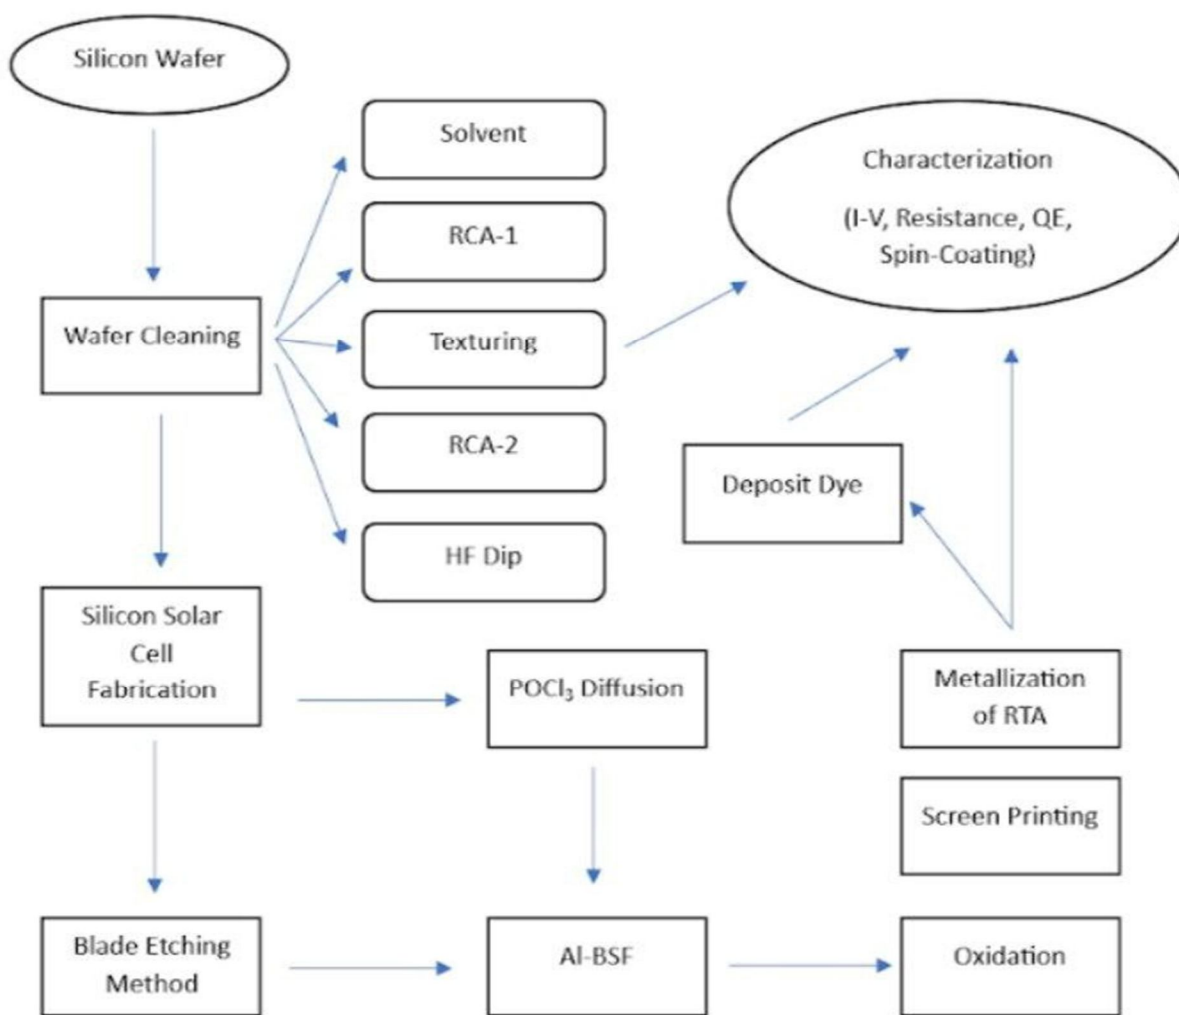 Silicon Wafer
Solvent
RCA-1
Texturing
RCA-2
HF Dip
Wafer Cleaning
Characterization
(I-V, Resistance, QE,
Spin-Coating)
Deposit Dye
Silicon Solar
Cell
Fabrication
POCl₃ Diffusion
Metallization
of RTA
Screen Printing
Blade Etching
Method
Al-BSF
Oxidation